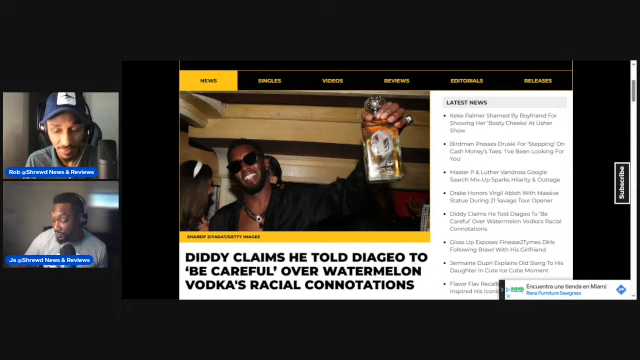 NEWS
SINGLES
VIDEOS
REVIEWS
EDITORIALS
RELEASES
Rob @Shrewd News & Reviews
Ja @Shrewd News & Reviews
SHAREIF ZIYADAT/GETTY IMAGES
DIDDY CLAIMS HE TOLD DIAGEO TO
'BE CAREFUL' OVER WATERMELON
VODKA'S RACIAL CONNOTATIONS
LATEST NEWS
Keke Palmer Shamed By Boyfriend For
Showing Her 'Booty Cheeks' At Usher
Show
Birdman Presses Druski For 'Stepping' On
Cash Money's Toes: 'I've Been Looking For
You'
Master P & Luther Vandross Google
Search Mix-Up Sparks Hilarity & Outrage
Drake Honors Virgil Abloh With Massive
Statue During 21 Savage Tour Opener
Diddy Claims He Told Diageo To 'Be
Careful' Over Watermelon Vodka's Racial
Connotations
Gloss Up Exposes Finesse2Tymes DMs
Following Brawl With His Girlfriend
Jermaine Dupri Explains Old Slang To His
Daughter In Cute Ice Cube Moment
Flavor Flav
Inspired His
Encuentra una tienda en Miami
Rana Furniture Sawgrass
Subscribe